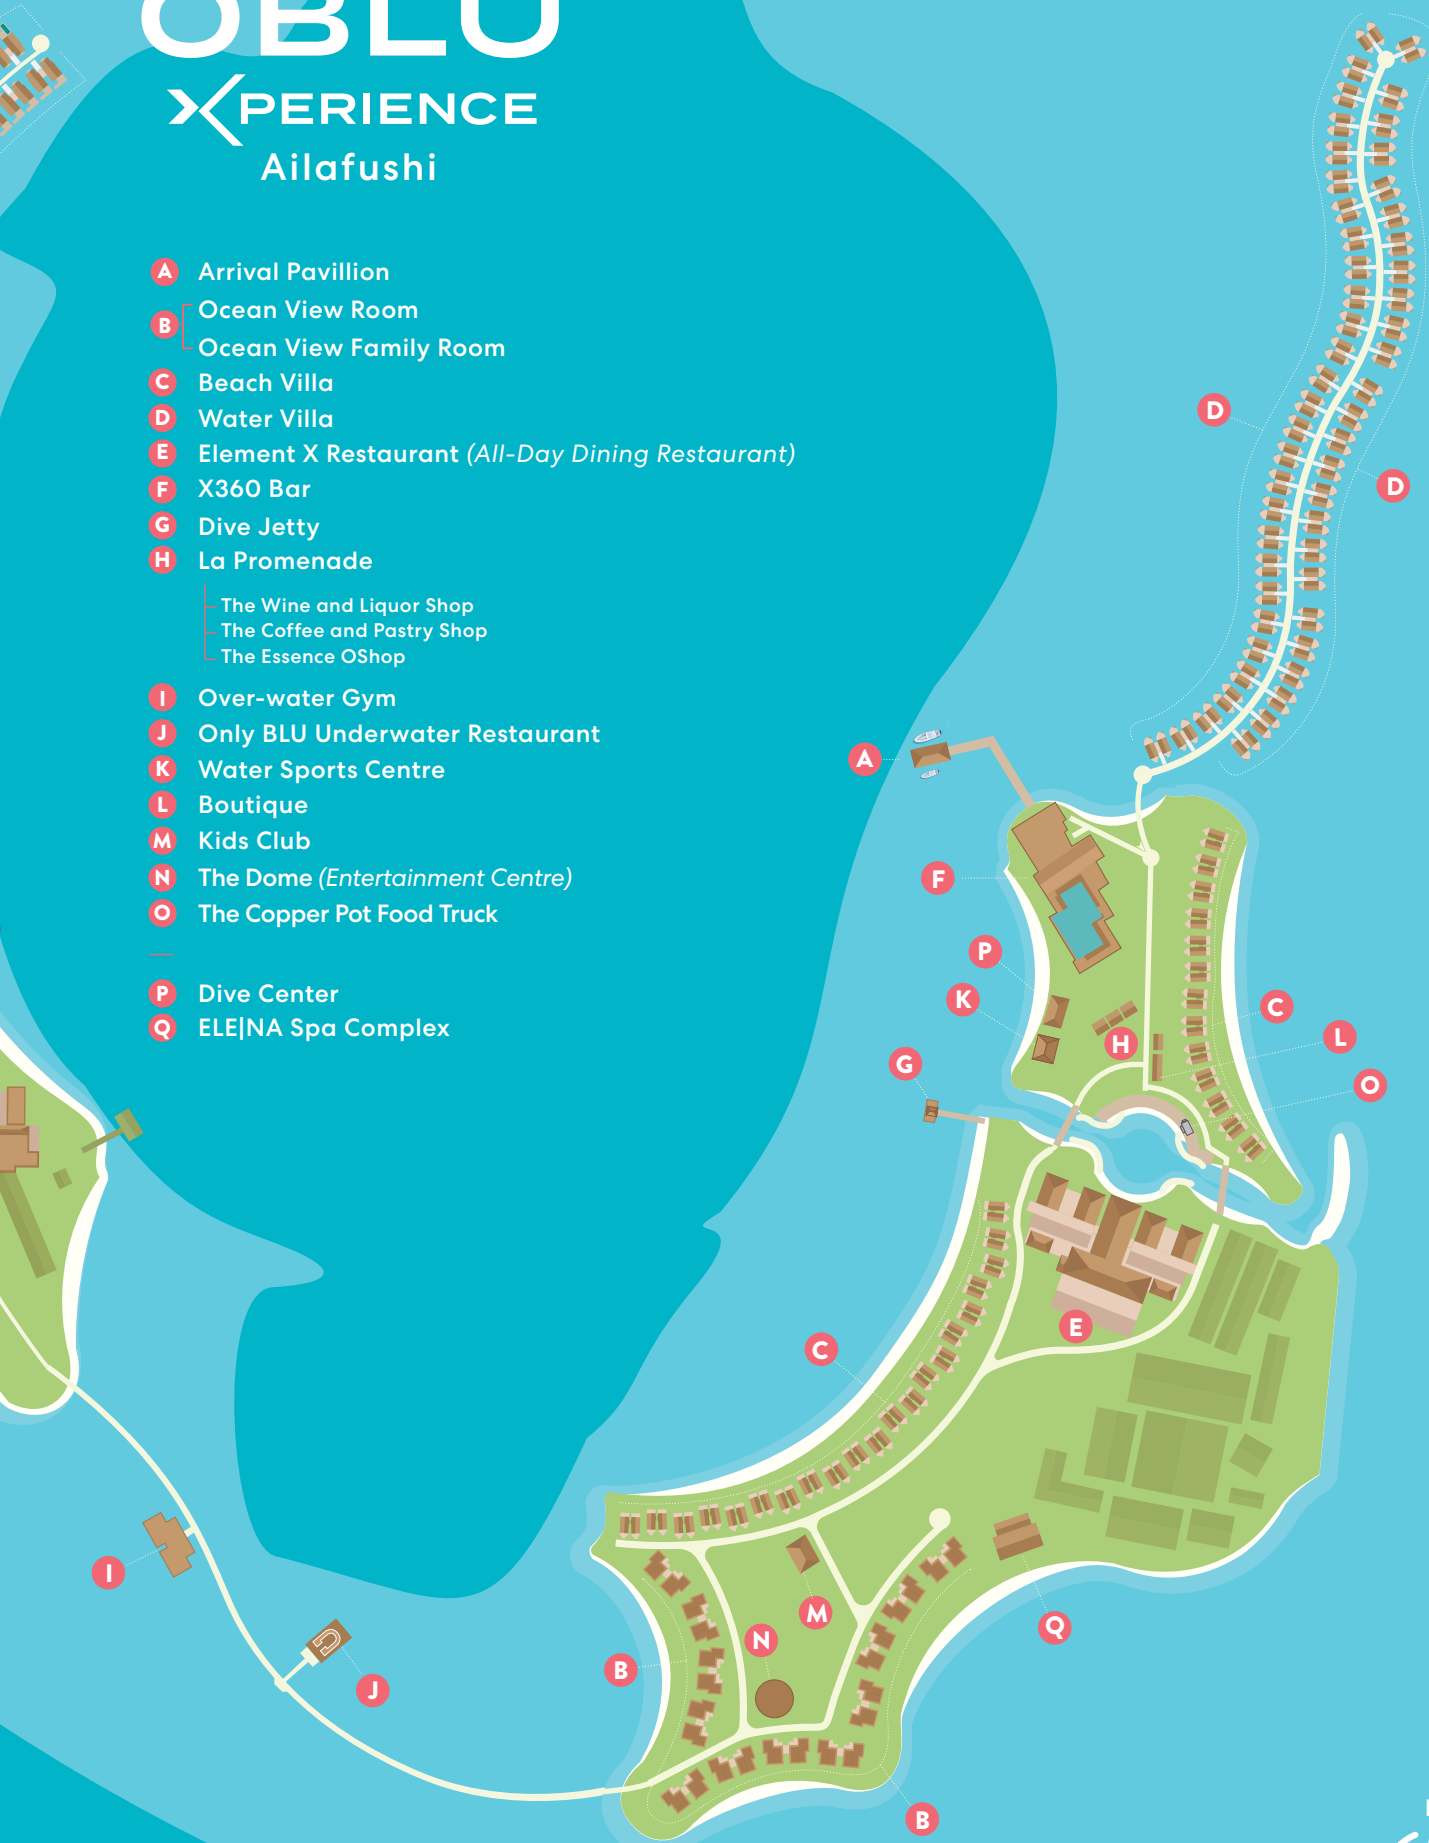 OBLU
XPERIENCE
Ailafushi
A Arrival Pavillion
B Ocean View Room
Ocean View Family Room
C Beach Villa
D Water Villa
E Element X Restaurant (All-Day Dining Restaurant)
F X360 Bar
G Dive Jetty
H La Promenade
The Wine and Liquor Shop
The Coffee and Pastry Shop
The Essence OShop
I Over-water Gym
J Only BLU Underwater Restaurant
K Water Sports Centre
L Boutique
M Kids Club
N The Dome (Entertainment Centre)
O The Copper Pot Food Truck
P Dive Center
Q ELE|NA Spa Complex
D
D
A
F
P
K
H
C
L
G
O
E
C
I
M
N
Q
B
J
B